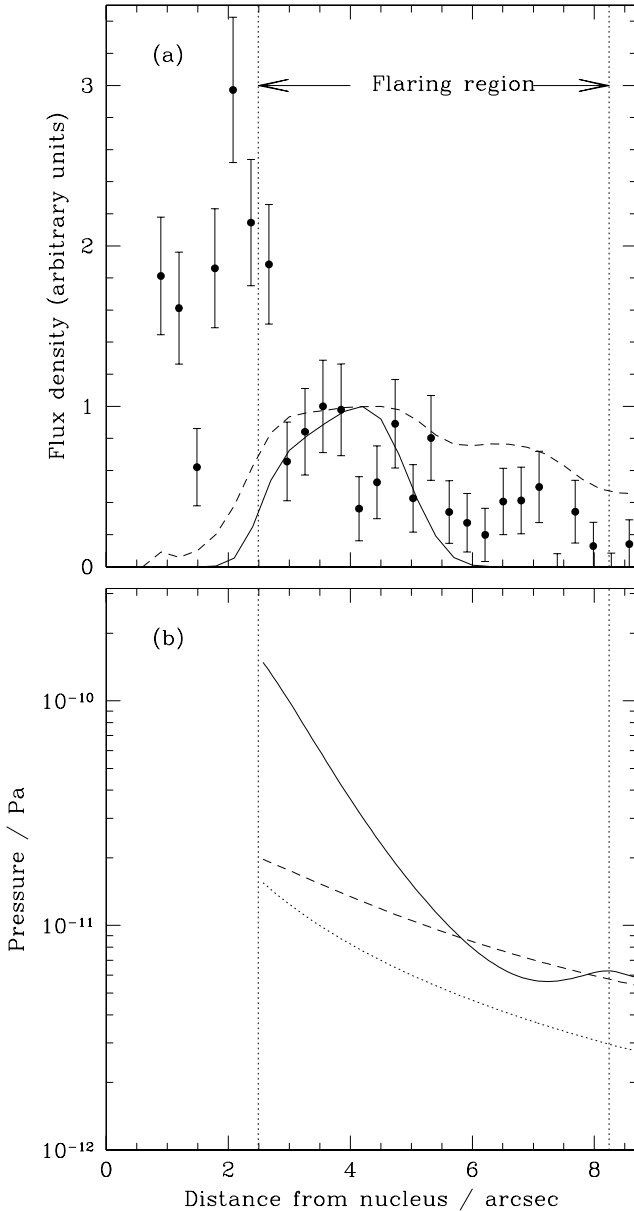 (a)
Flaring region
3
2
1
0
Flux density (arbitrary units)
(b)
10⁻¹⁰
10⁻¹¹
10⁻¹²
Pressure / Pa
0 2 4 6 8
Distance from nucleus / arcsec